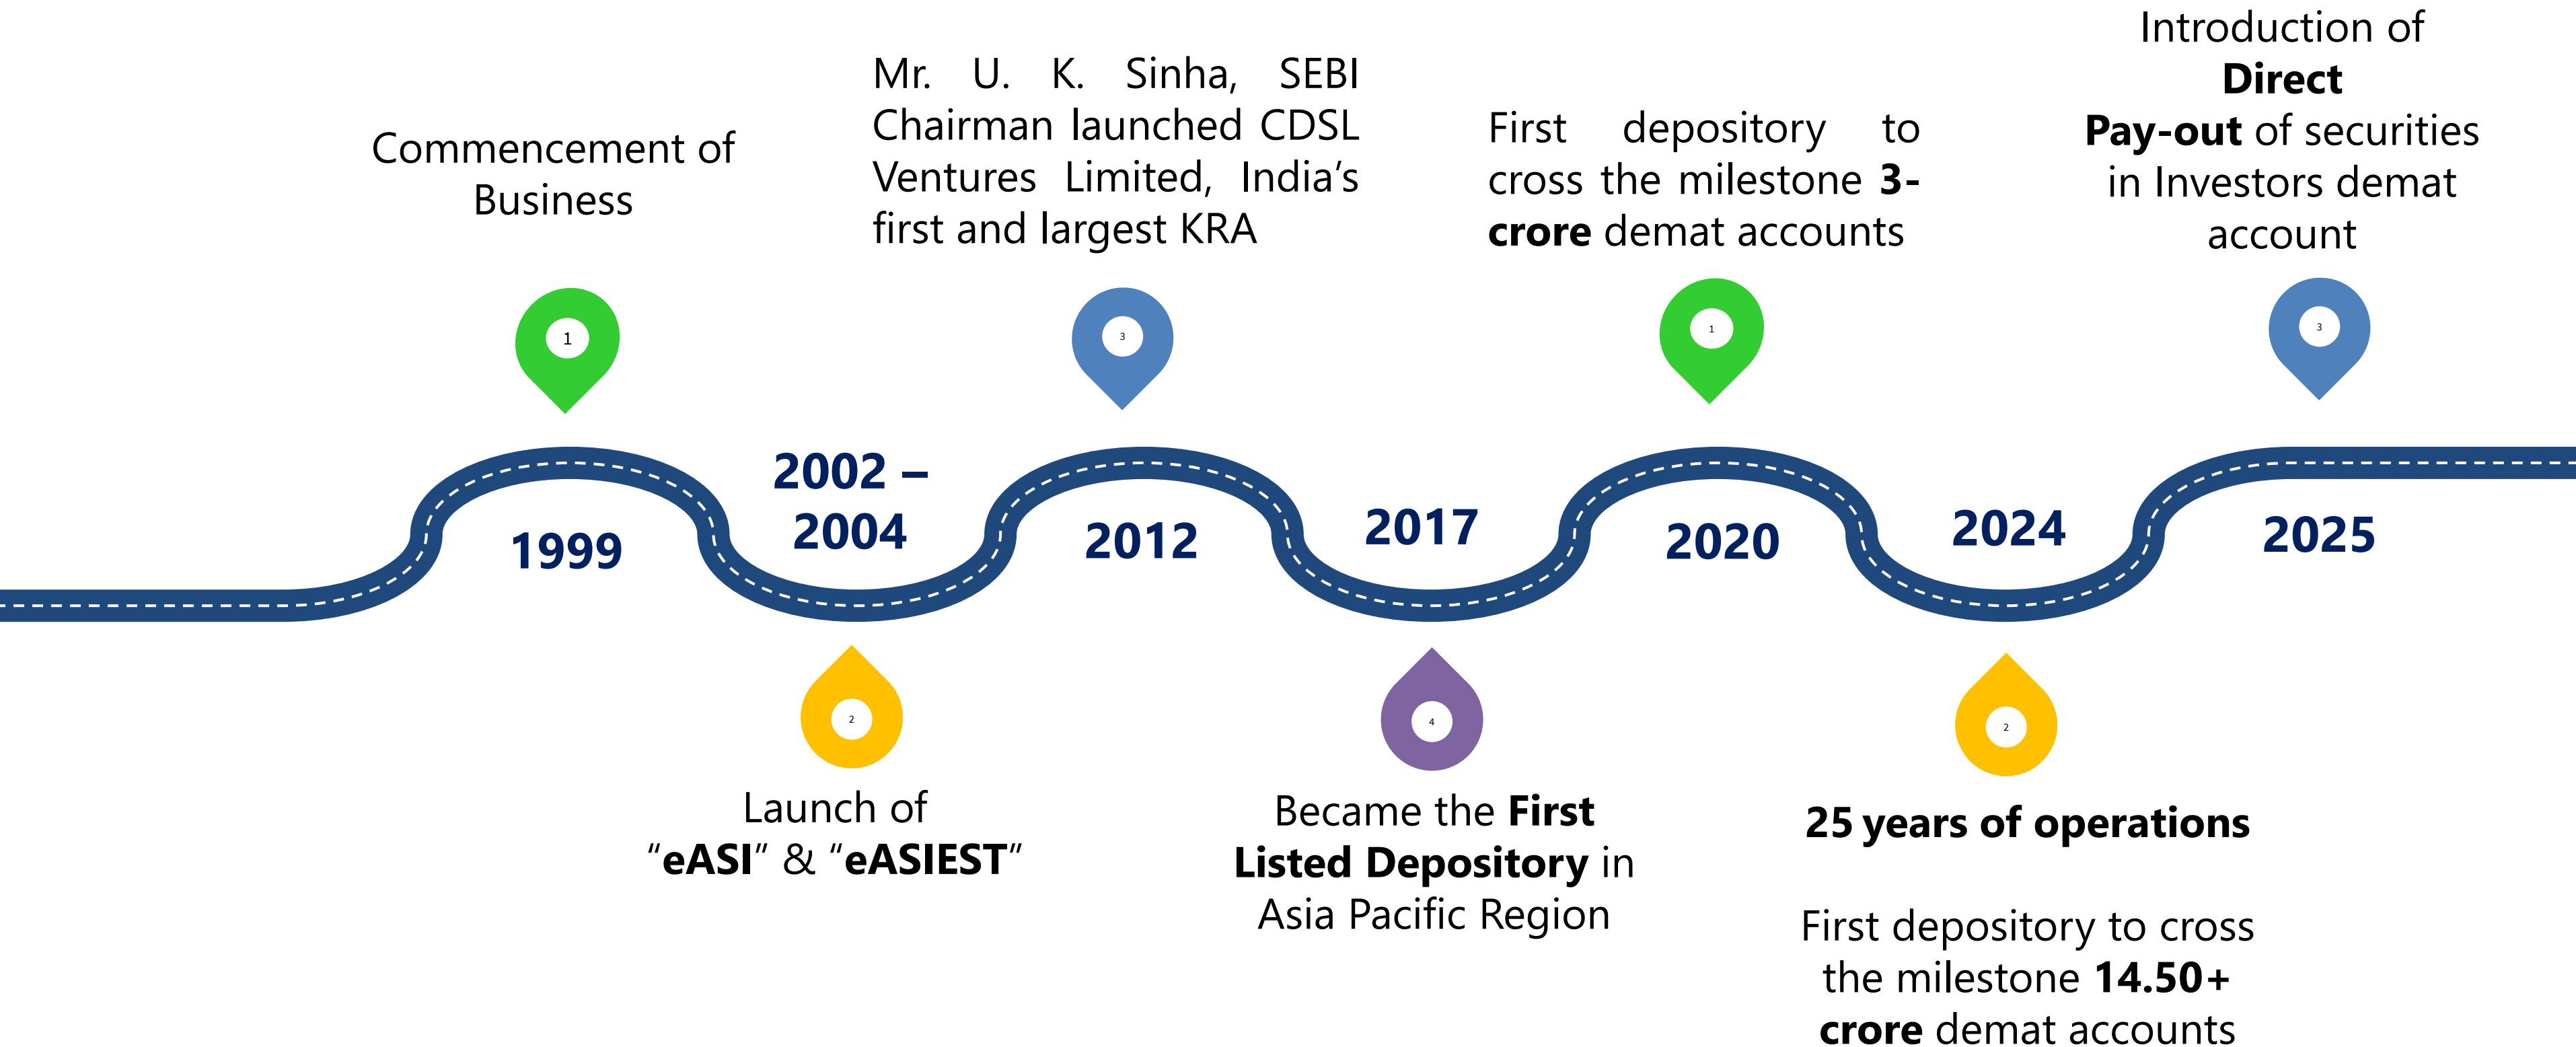 Commencement of
Business
1
1999
2002 –
2004
2
Launch of
“eASI” & “eASIEST”
Mr. U. K. Sinha, SEBI
Chairman launched CDSL
Ventures Limited, India’s
first and largest KRA
3
2012
2017
4
Became the First
Listed Depository in
Asia Pacific Region
First depository to
cross the milestone 3-
crore demat accounts
1
2020
2024
2
25 years of operations
First depository to cross
the milestone 14.50+
crore demat accounts
Introduction of
Direct
Pay-out of securities
in Investors demat
account
3
2025